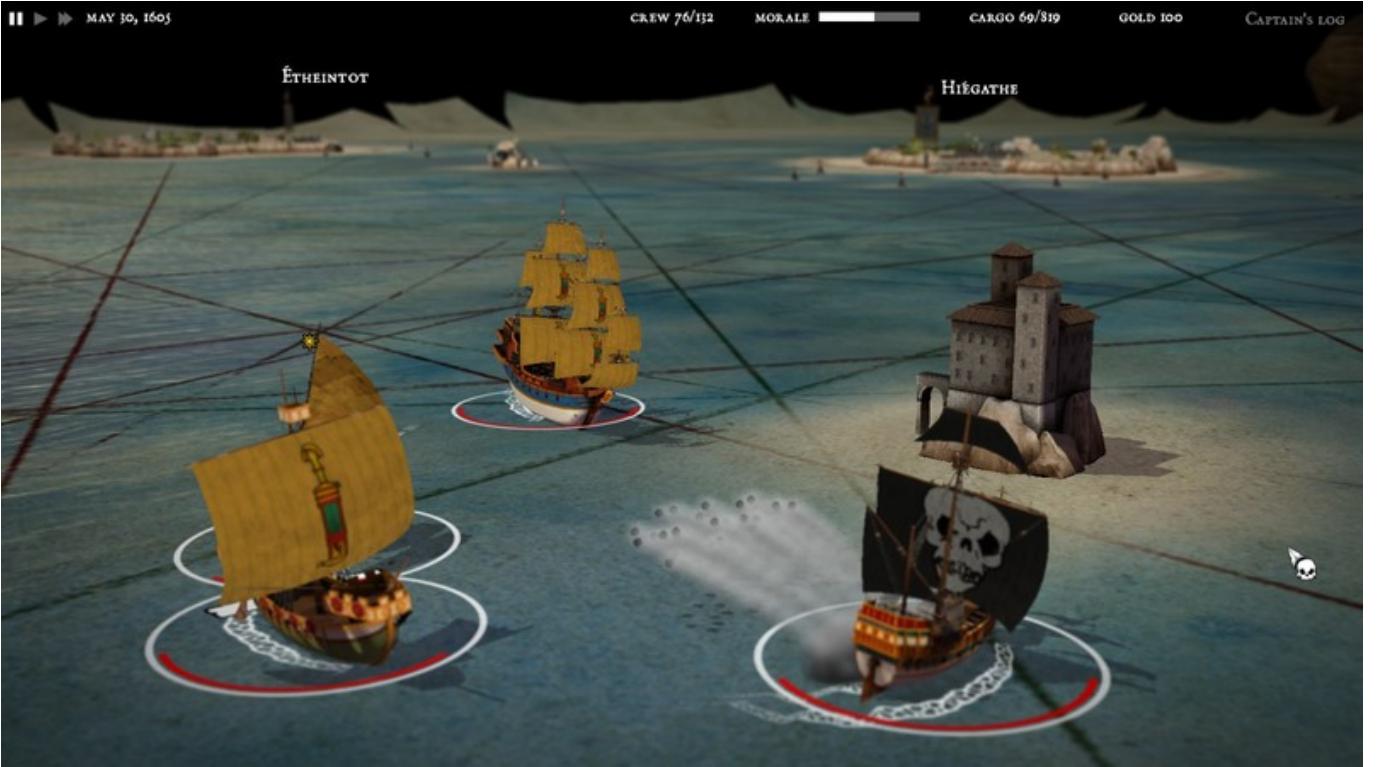 MAY 30, 1605
CREW 76/132
MORALE
CARGO 69/819
GOLD 100
CAPTAIN'S LOG
ÉTHEINTOT
HIÉGATHE